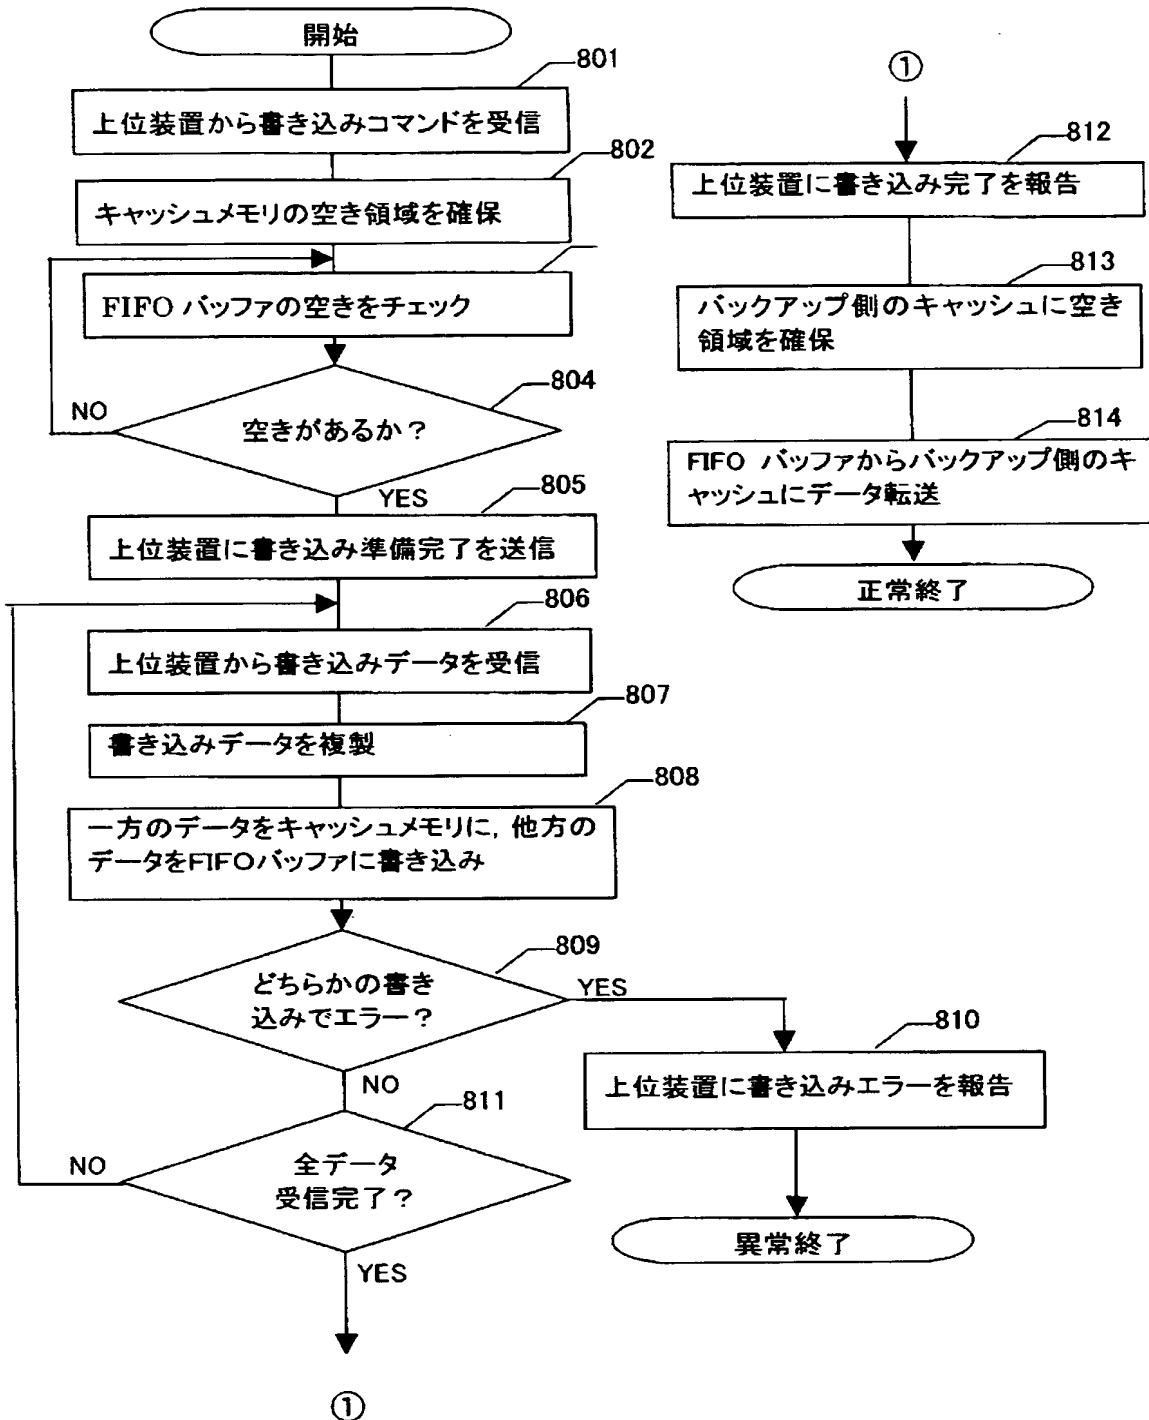 開始
801
上位装置から書き込みコマンドを受信
802
キャッシュメモリの空き領域を確保
FIFO バッファの空きをチェック
804
空きがあるか？
NO
YES
805
上位装置に書き込み準備完了を送信
806
上位装置から書き込みデータを受信
807
書き込みデータを複製
808
一方のデータをキャッシュメモリに，他方の
データをFIFOバッファに書き込み
809
どちらかの書き
込みでエラー？
YES
NO
810
上位装置に書き込みエラーを報告
異常終了
811
全データ
受信完了？
NO
YES
①
①
812
上位装置に書き込み完了を報告
813
バックアップ側のキャッシュに空き
領域を確保
814
FIFO バッファからバックアップ側のキ
ャッシュにデータ転送
正常終了